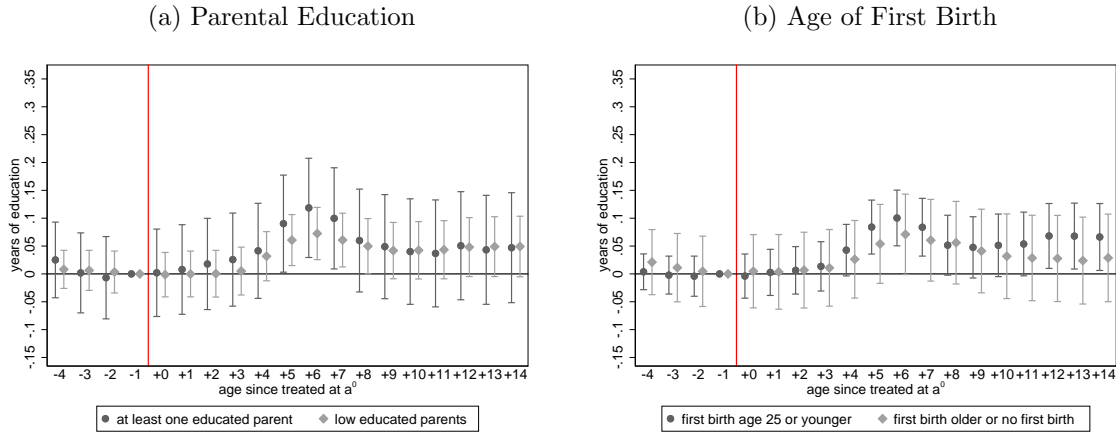 (a) Parental Education
years of education
.35
.3
.25
.2
.15
.1
.05
0
-.05
-.1
-.15
-4 -3 -2 -1 +0 +1 +2 +3 +4 +5 +6 +7 +8 +9 +10 +11 +12 +13 +14
age since treated at a⁰
at least one educated parent low educated parents
(b) Age of First Birth
years of education
.35
.3
.25
.2
.15
.1
.05
0
-.05
-.1
-.15
-4 -3 -2 -1 +0 +1 +2 +3 +4 +5 +6 +7 +8 +9 +10 +11 +12 +13 +14
age since treated at a⁰
first birth age 25 or younger first birth older or no first birth